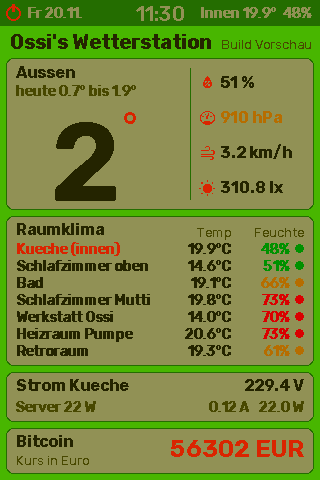 Fr 20.11. 11:30 Innen 19.9° 48%
Ossi's Wetterstation Build Vorschau
Aussen
heute 0.7° bis 1.9°
2°
51 %
910 hPa
3.2 km/h
310.8 lx
Raumklima Temp Feuchte
Kueche (innen) 19.9°C 48%
Schlafzimmer oben 14.6°C 51%
Bad 19.1°C 66%
Schlafzimmer Mutti 19.8°C 73%
Werkstatt Ossi 14.0°C 70%
Heizraum Pumpe 20.6°C 73%
Retroraum 19.3°C 61%
Strom Kueche 229.4 V
Server 22 W 0.12 A 22.0 W
Bitcoin
Kurs in Euro
56302 EUR